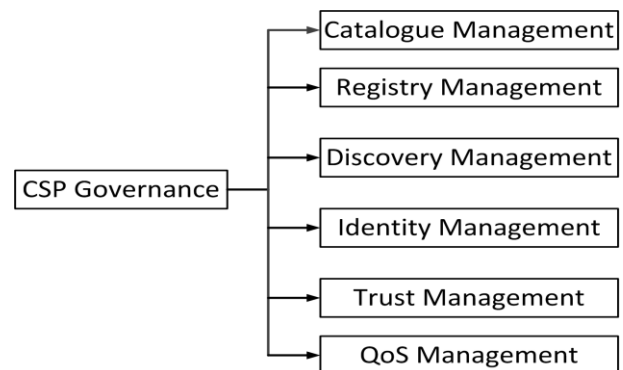 Catalogue Management
Registry Management
Discovery Management
CSP Governance
Identity Management
Trust Management
QoS Management